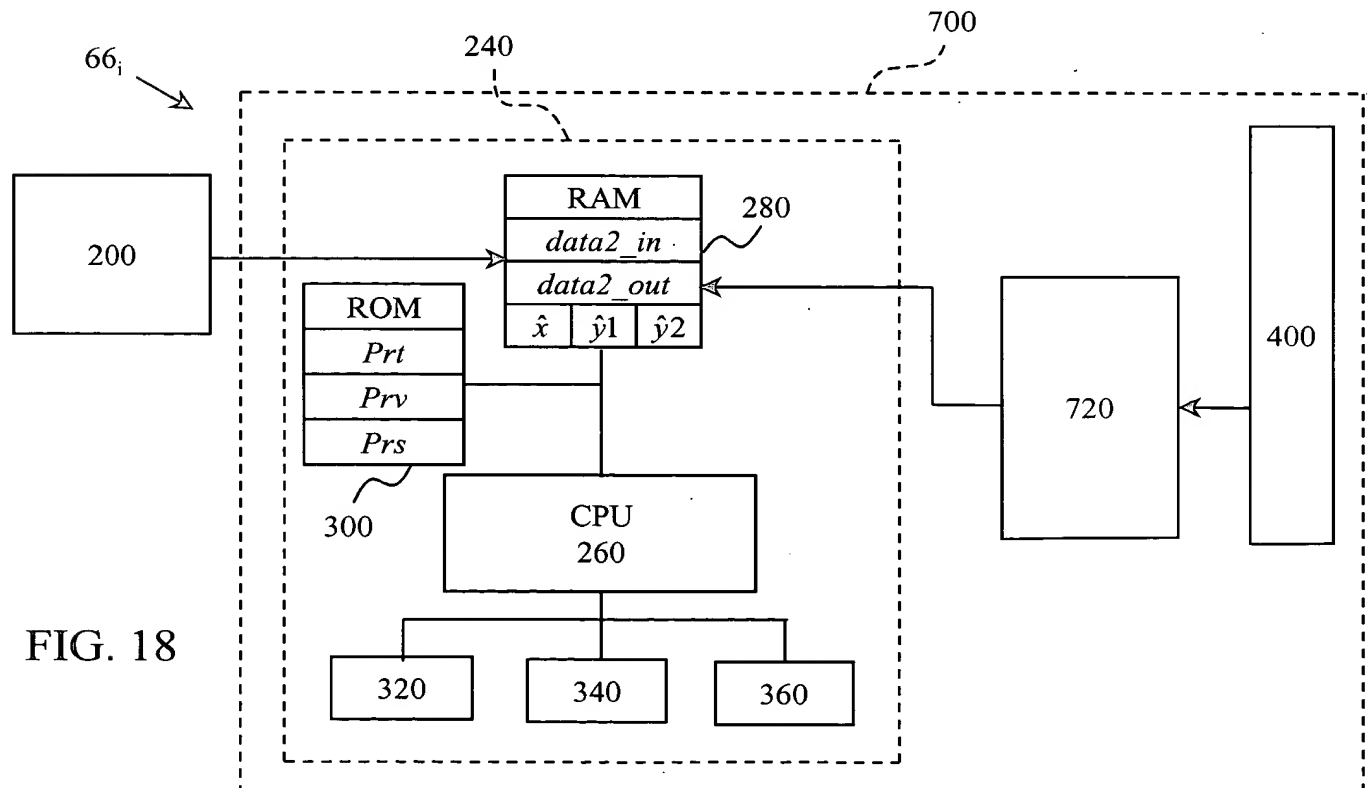 700
240
66ᵢ
RAM
280
data2_in
200
data2_out
ROM
x̂ ŷ1 ŷ2
400
Prt
720
Prv
Prs
300
CPU
260
FIG. 18
320
340
360